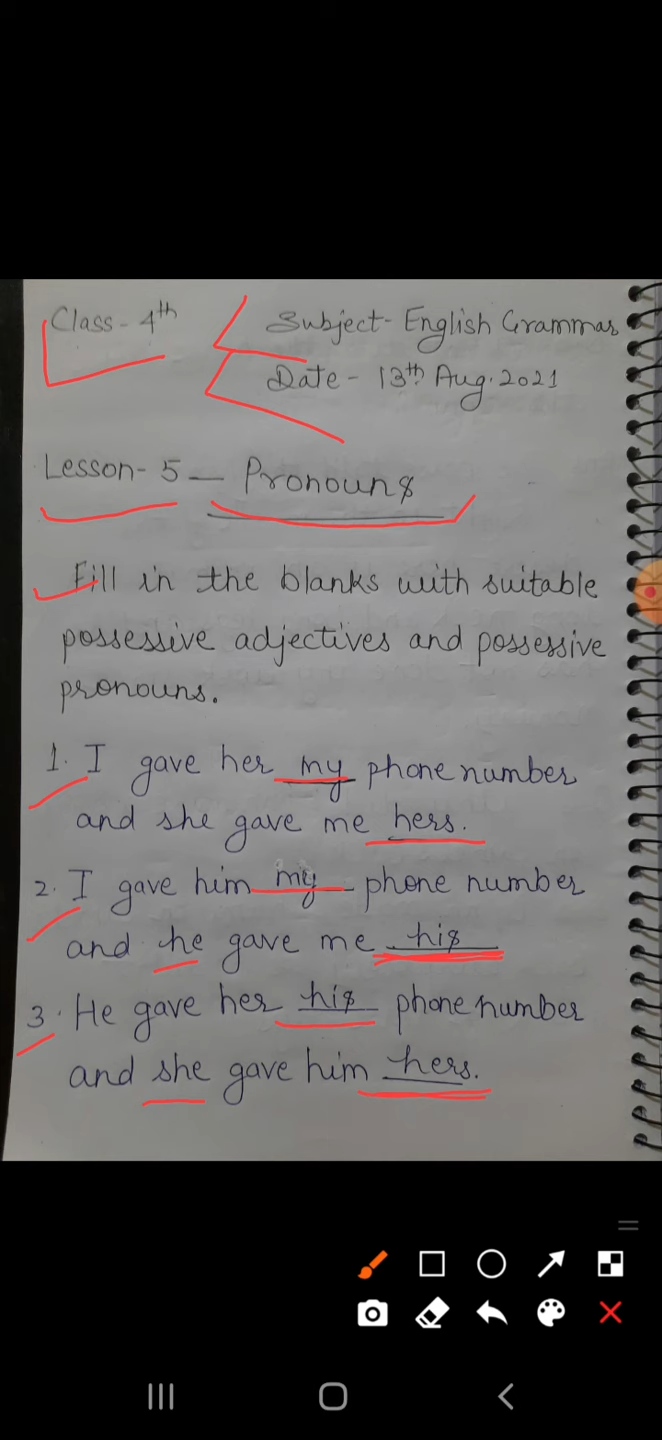 Class - 4th
Subject - English Grammar
Date - 13th Aug. 2021
Lesson - 5 — Pronouns
Fill in the blanks with suitable
possessive adjectives and possessive
pronouns.
1. I gave her my phone number
and she gave me hers.
2. I gave him my phone number
and he gave me his
3. He gave her his phone number
and she gave him hers.